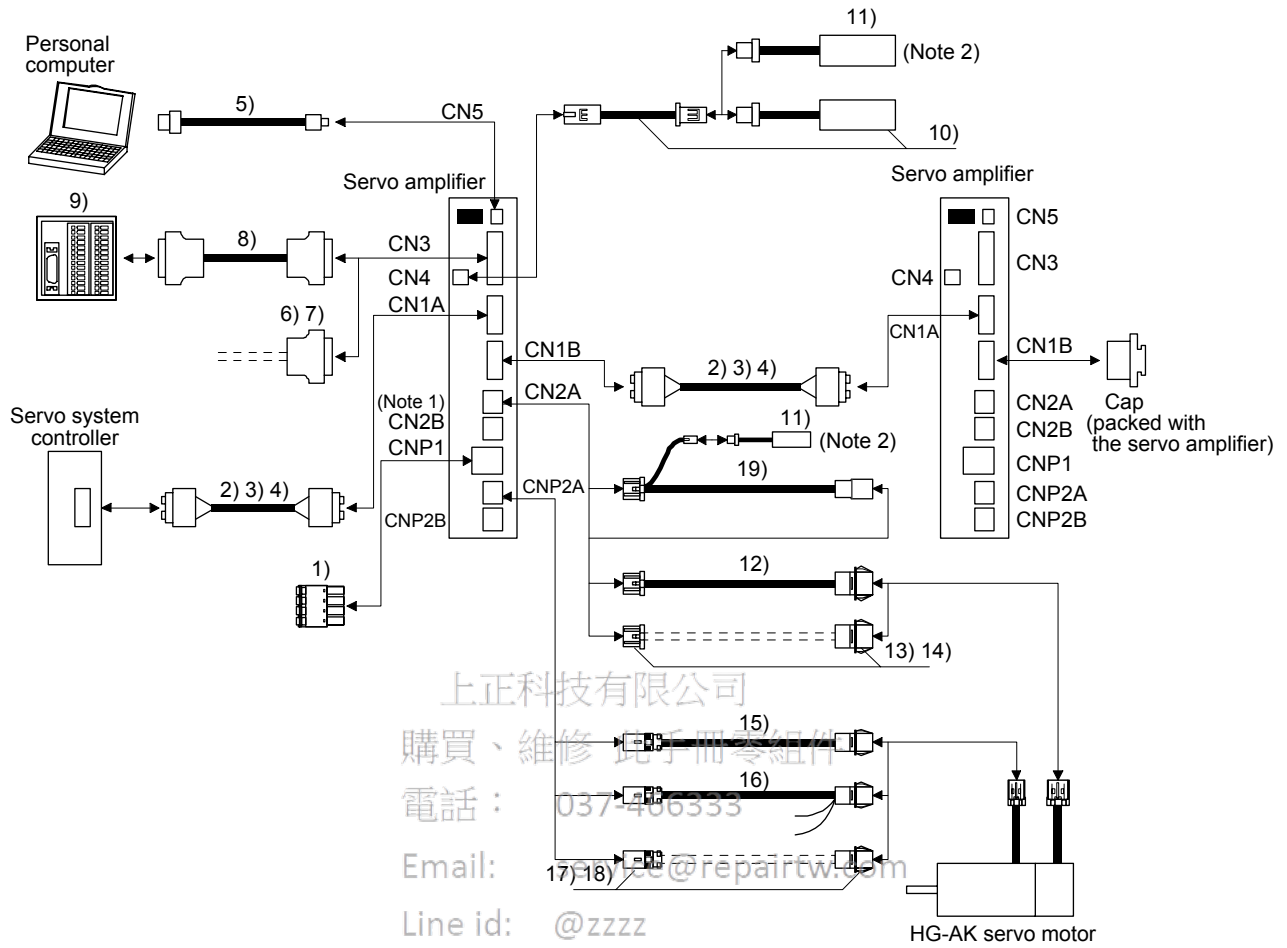 Personal
computer
5)
CN5
11)
(Note 2)
10)
Servo amplifier
Servo amplifier
9)
8)
CN3
CN4
CN1A
6) 7)
CN5
CN3
CN4
CN1A
CN1B
2) 3) 4)
CN1B
Cap
(packed with
the servo amplifier)
(Note 1)
CN2A
CN2B
CNP1
CNP2A
CNP2B
CN2A
CN2B
CNP1
CNP2A
CNP2B
Servo system
controller
2) 3) 4)
11)
(Note 2)
19)
1)
12)
13) 14)
上正科技有限公司
15)
購買、維修 此手冊零組件
16)
電話： 037-466333
Email: service@repairtw.com
17) 18)
Line id: @zzzz
HG-AK servo motor